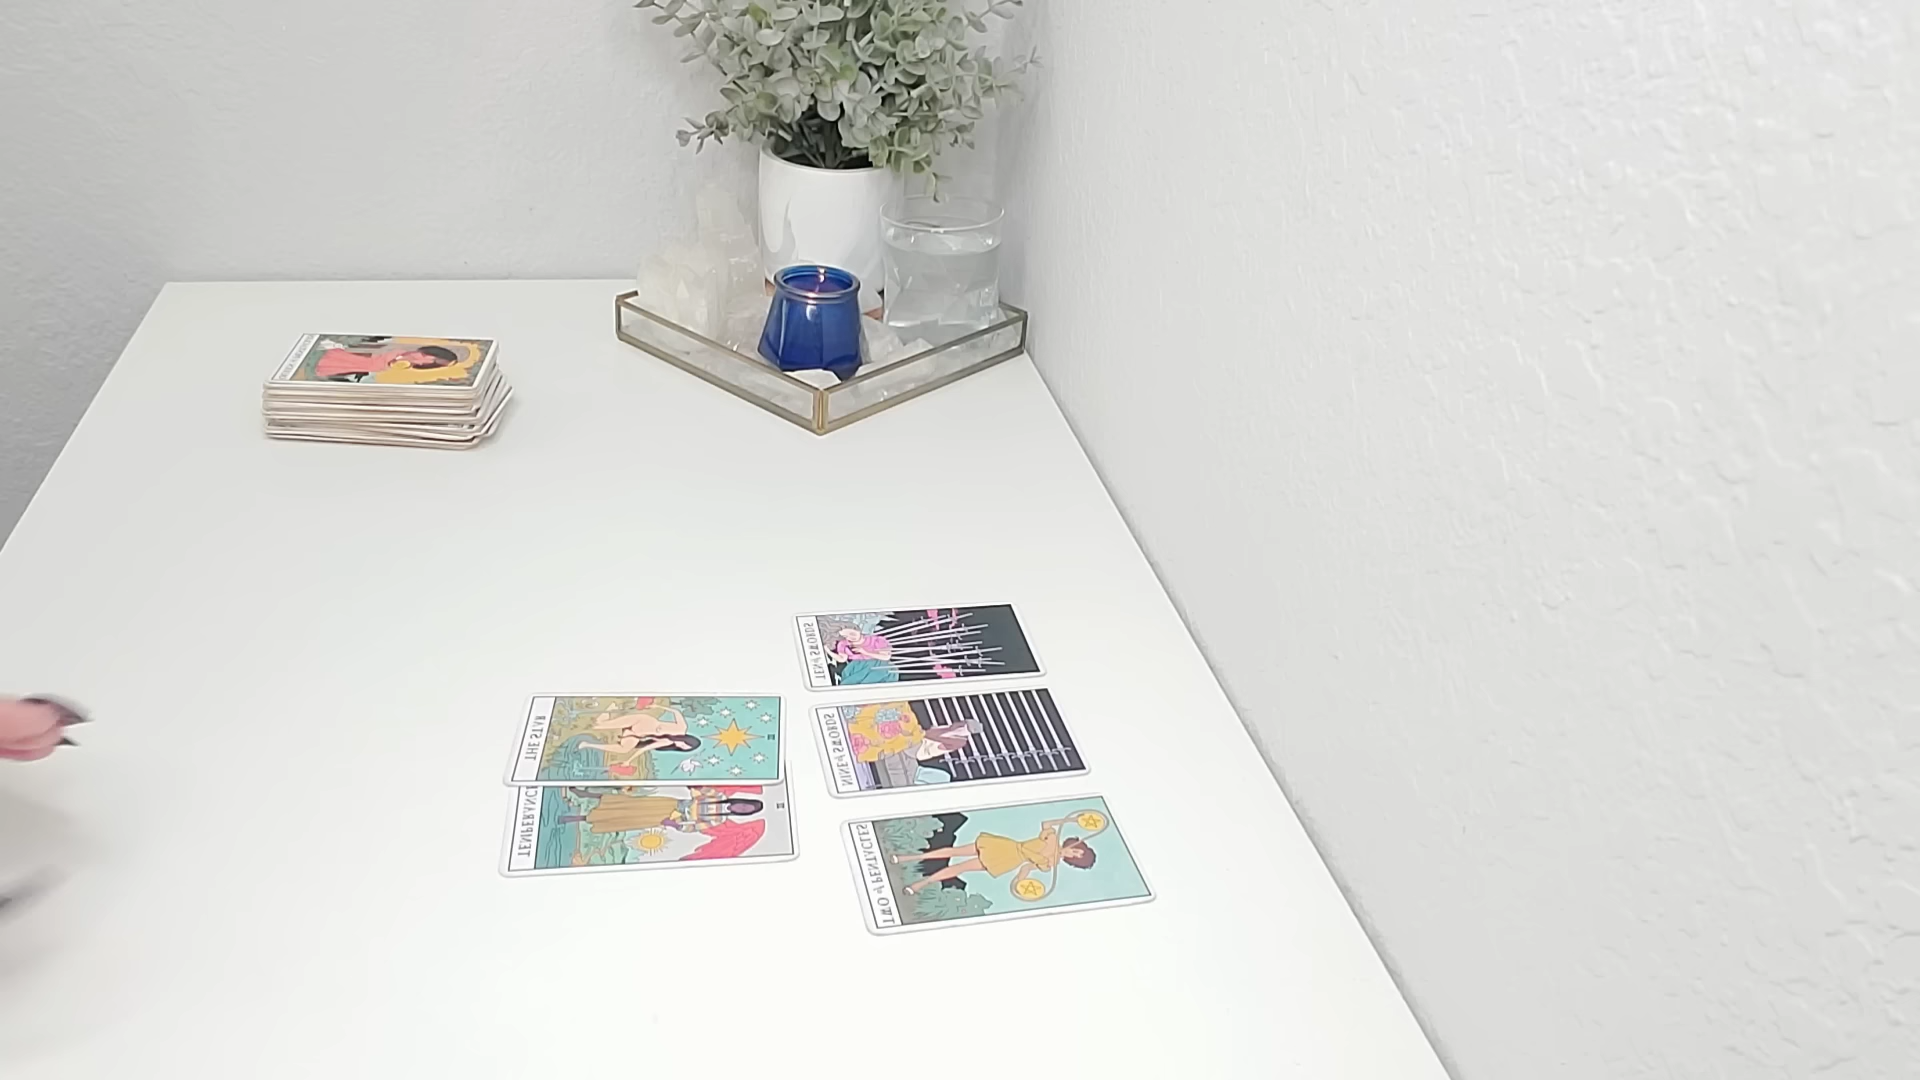 TEN of SWORDS
NINE of SWORDS
THE STAR
TEMPERANCE
TWO of PENTACLES